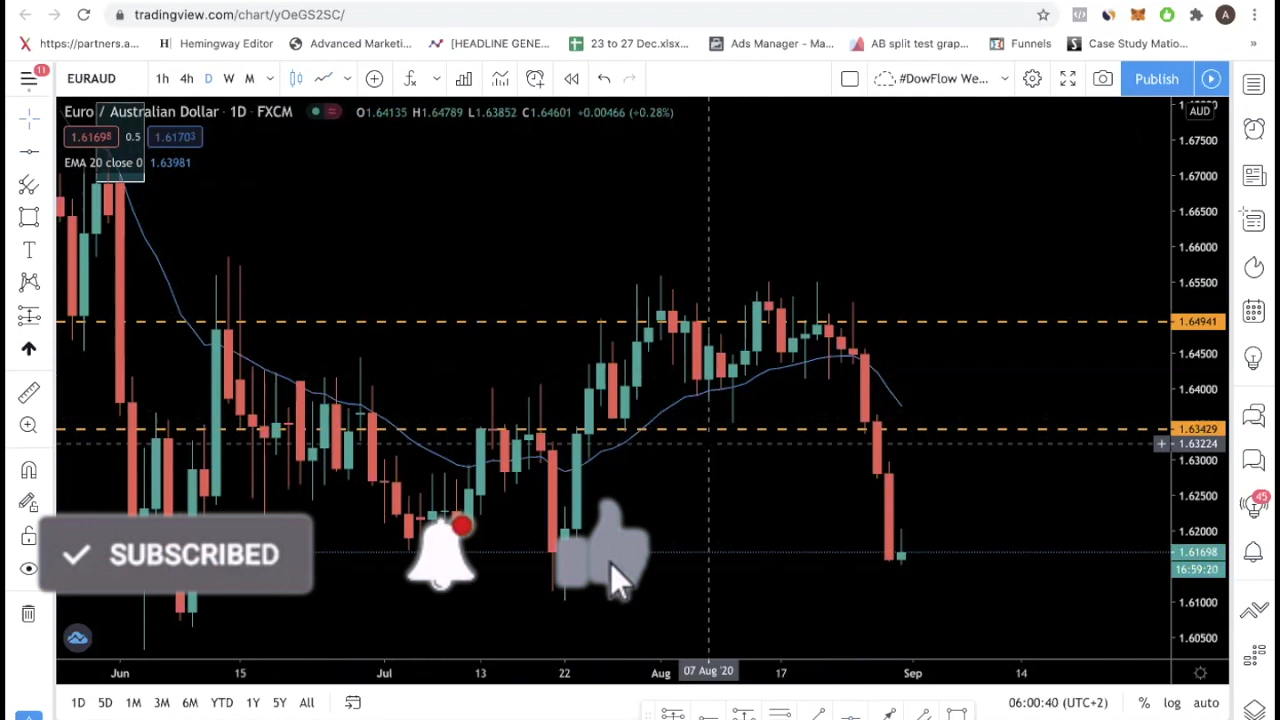 tradingview.com/chart/yOeGS2SC/
A
https://partners.a...
Hemingway Editor
Advanced Marketi...
[HEADLINE GENE...
23 to 27 Dec.xlsx...
Ads Manager - Ma...
AB split test grap...
Funnels
Case Study Matio...
»
11
EURAUD
1h 4h D W M
#DowFlow We...
Publish
Euro / Australian Dollar · 1D · FXCM
O1.64135 H1.64789 L1.63852 C1.64601 +0.00466 (+0.28%)
AUD
1.61698 0.5 1.61703
EMA 20 close 0 1.63981
1.67500
1.67000
1.66500
1.66000
1.65500
1.64941
1.64500
1.64000
1.63429
1.63224
1.63000
1.62500
45
1.62000
1.61698
16:59:20
1.61000
1.60500
SUBSCRIBED
Jun 15 Jul 13 22 Aug 07 Aug '20 17 Sep 14
1D 5D 1M 3M 6M YTD 1Y 5Y All
06:00:40 (UTC+2) % log auto